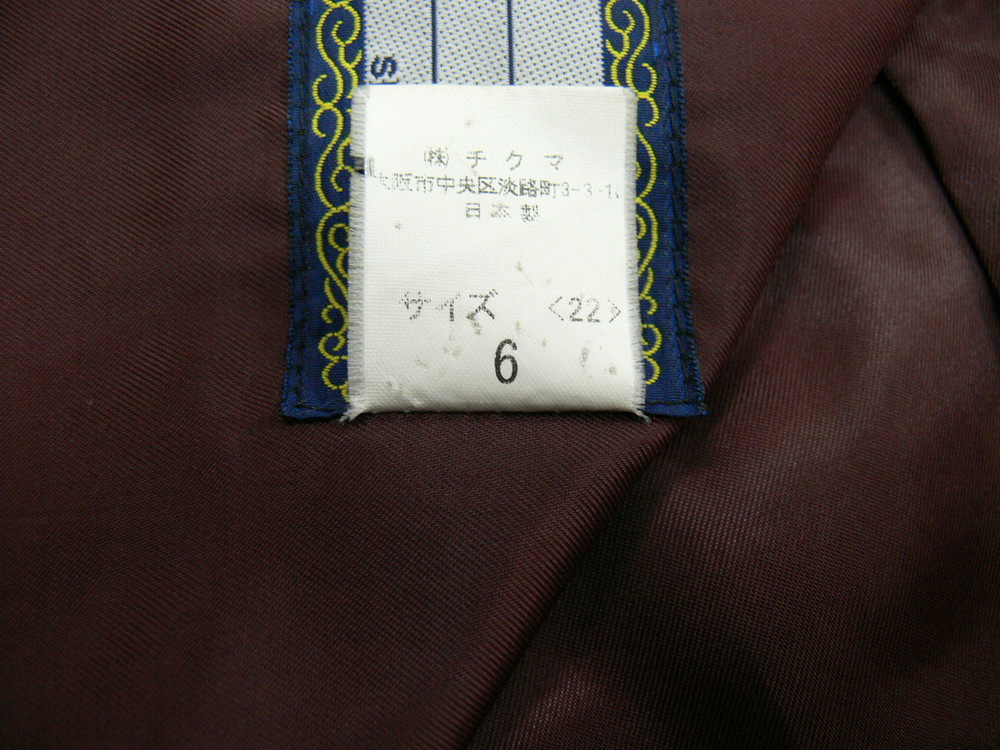 S
㈱ チクマ
大阪市中央区淡路町3-3-1
日本製
サイズ <22>
6